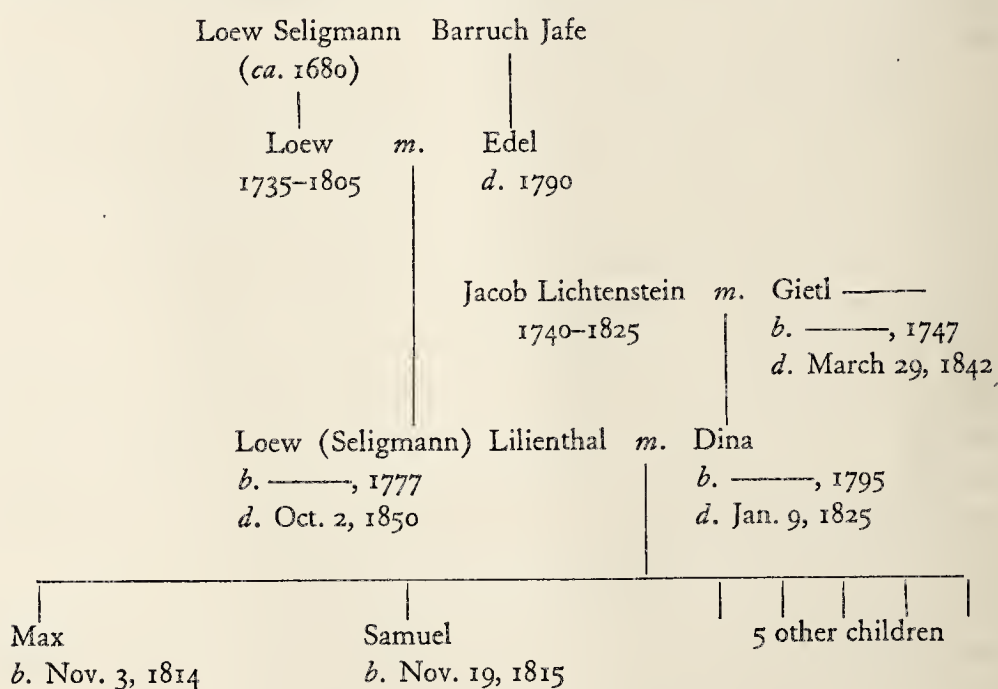 Loew Seligmann Barruch Jafe
(ca. 1680)
Loew m. Edel
1735–1805 d. 1790
Jacob Lichtenstein m. Gietl ———
1740–1825 b. ———, 1747
d. March 29, 1842
Loew (Seligmann) Lilienthal m. Dina
b. ———, 1777 b. ———, 1795
d. Oct. 2, 1850 d. Jan. 9, 1825
Max Samuel 5 other children
b. Nov. 3, 1814 b. Nov. 19, 1815